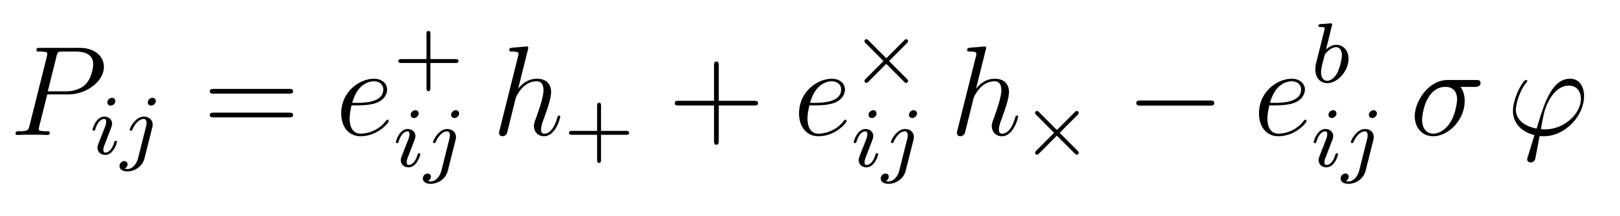 $P_{ij} = e^{+}_{ij} \, h_{+} + e^{\times}_{ij} \, h_{\times} - e^{b}_{ij} \, \sigma \, \varphi$